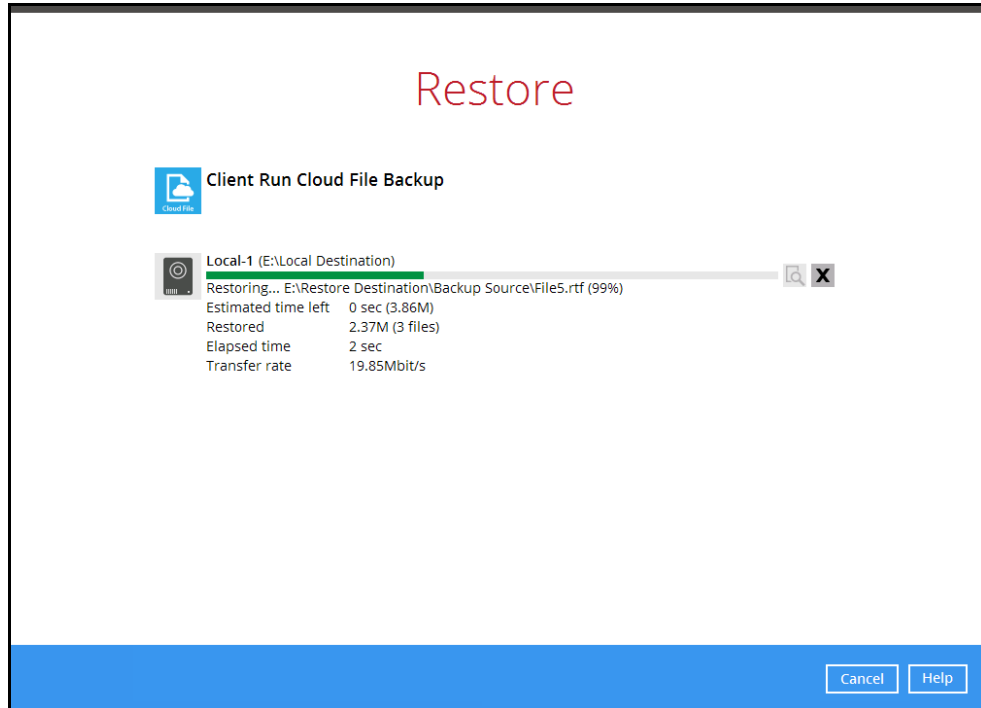 Restore
Client Run Cloud File Backup
Cloud File
Local-1 (E:\Local Destination)
X
Restoring... E:\Restore Destination\Backup Source\File5.rtf (99%)
Estimated time left 0 sec (3.86M)
Restored 2.37M (3 files)
Elapsed time 2 sec
Transfer rate 19.85Mbit/s
Cancel Help